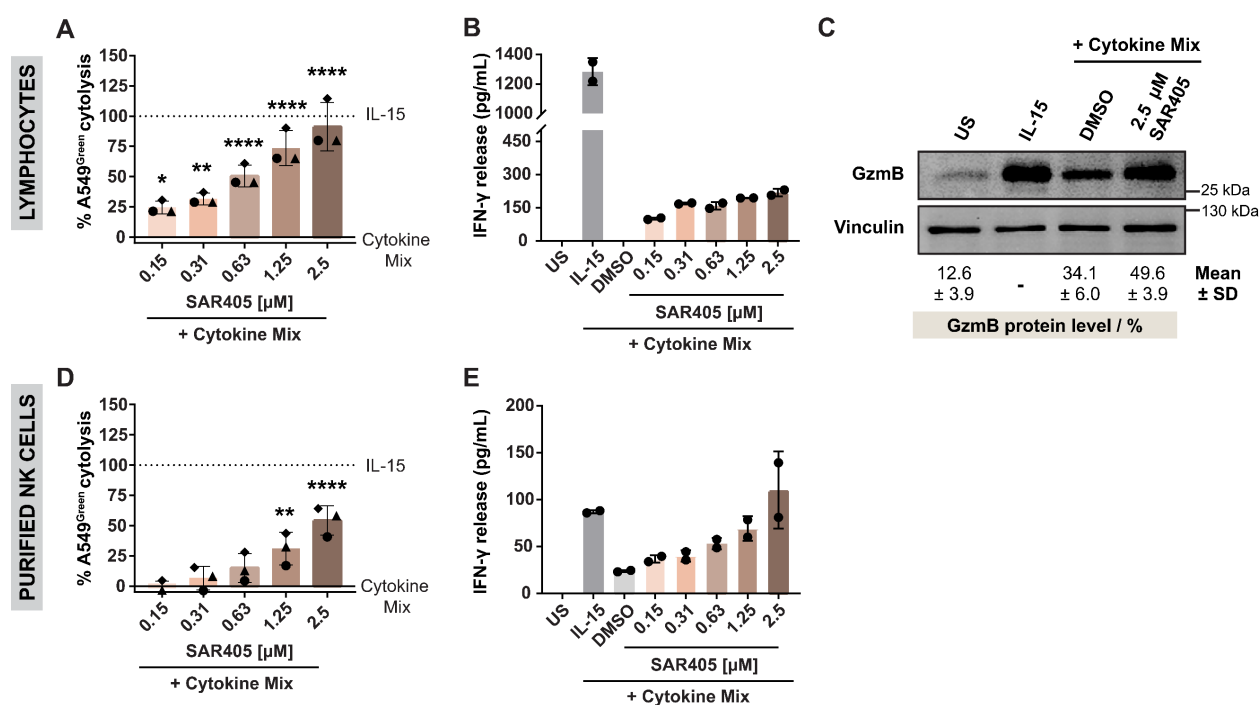 A
LYMPHOCYTES
% A549Green cytolysis
150
125
100
75
50
25
0
*
**
****
****
****
IL-15
Cytokine
Mix
0.15
0.31
0.63
1.25
2.5
SAR405 [µM]
+ Cytokine Mix
B
IFN-γ release (pg/mL)
1400
1200
1000
450
300
150
0
US
IL-15
DMSO
0.15
0.31
0.63
1.25
2.5
SAR405 [µM]
+ Cytokine Mix
C
+ Cytokine Mix
US
IL-15
DMSO
2.5 µM
SAR405
GzmB
25 kDa
130 kDa
Vinculin
12.6
± 3.9
-
34.1
± 6.0
49.6
± 3.9
Mean
± SD
GzmB protein level / %
D
PURIFIED NK CELLS
% A549Green cytolysis
150
125
100
75
50
25
0
**
****
IL-15
Cytokine
Mix
0.15
0.31
0.63
1.25
2.5
SAR405 [µM]
+ Cytokine Mix
E
IFN-γ release (pg/mL)
200
150
100
50
0
US
IL-15
DMSO
0.15
0.31
0.63
1.25
2.5
SAR405 [µM]
+ Cytokine Mix